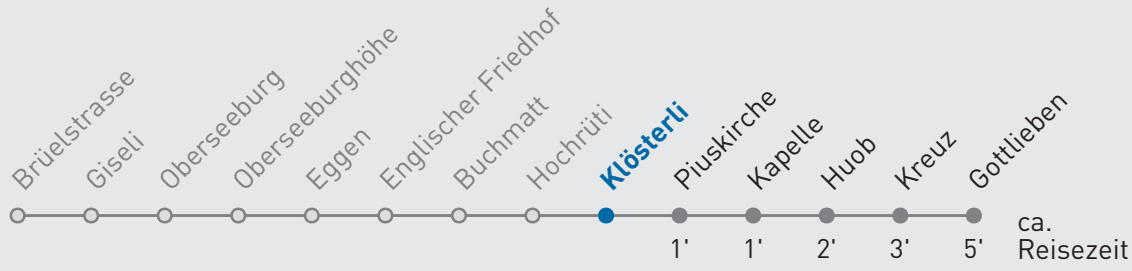 Brüelstrasse
Giseli
Oberseeburg
Oberseeburghöhe
Eggen
Englischer Friedhof
Buchmatt
Hochrüti
Klösterli
Piuskirche
Kapelle
Huob
Kreuz
Gottlieben
1' 1' 2' 3' 5'
ca.
Reisezeit